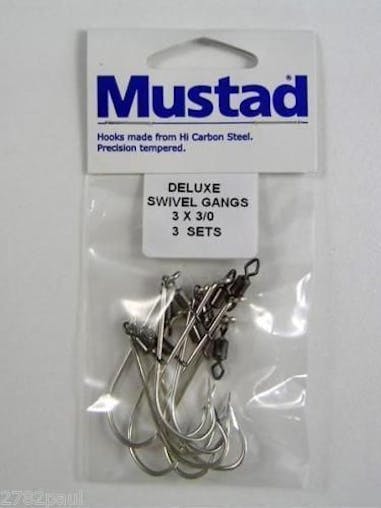 Mustad®
Hooks made from Hi Carbon Steel.
Precision tempered.
DELUXE
SWIVEL GANGS
3 X 3/0
3 SETS
2782paul